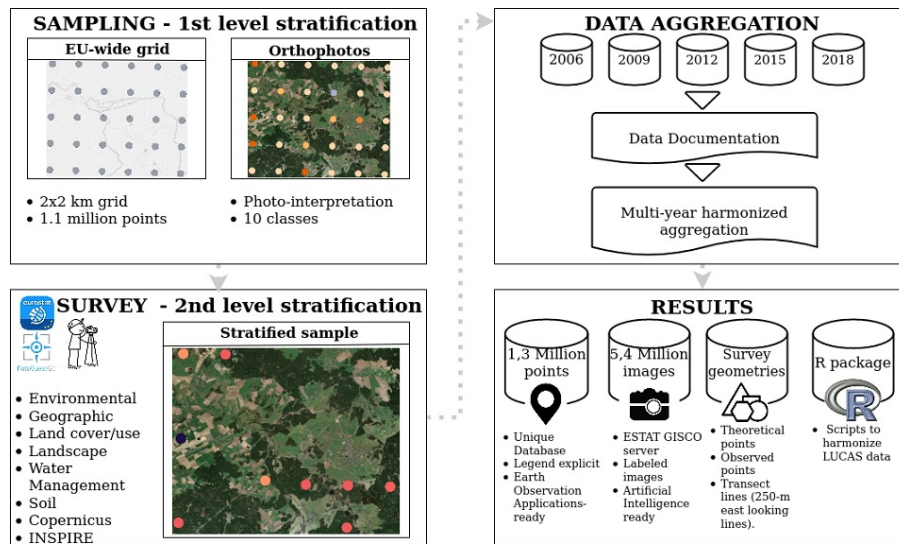 SAMPLING - 1st level stratification
EU-wide grid
Orthophotos
• 2x2 km grid
• 1.1 million points
• Photo-interpretation
• 10 classes
SURVEY - 2nd level stratification
eurostat
FotoQuestGo
Stratified sample
• Environmental
• Geographic
• Land cover/use
• Landscape
• Water
Management
• Soil
• Copernicus
• INSPIRE
DATA AGGREGATION
2006
2009
2012
2015
2018
Data Documentation
Multi-year harmonized
aggregation
RESULTS
1,3 Million
points
• Unique
Database
• Legend explicit
• Earth
Observation
Applications-
ready
5,4 Million
images
• ESTAT GISCO
server
• Labeled
images
• Artificial
Intelligence
ready
Survey
geometries
• Theoretical
points
• Observed
points
• Transect
lines (250-m
east looking
lines).
R package
R
• Scripts to
harmonize
LUCAS data